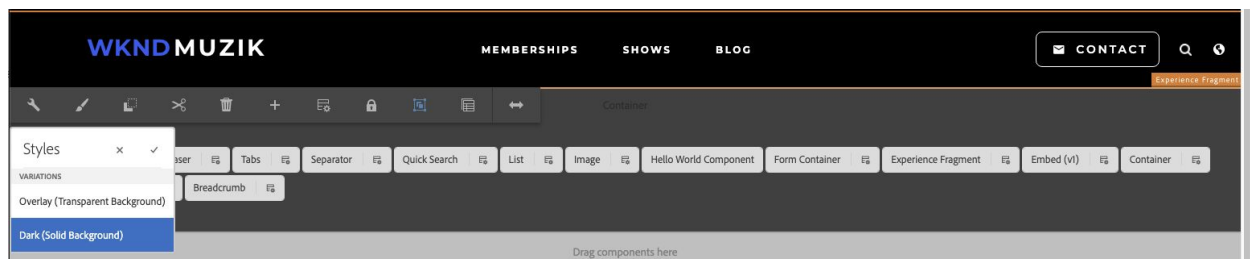 WKNDMUZIK MEMBERSHIPS SHOWS BLOG CONTACT
Experience Fragment
Container
Styles
VARIATIONS
Overlay (Transparent Background)
Dark (Solid Background)
Tabs Separator Quick Search List Image Hello World Component Form Container Experience Fragment Embed (v1) Container
Breadcrumb
Drag components here